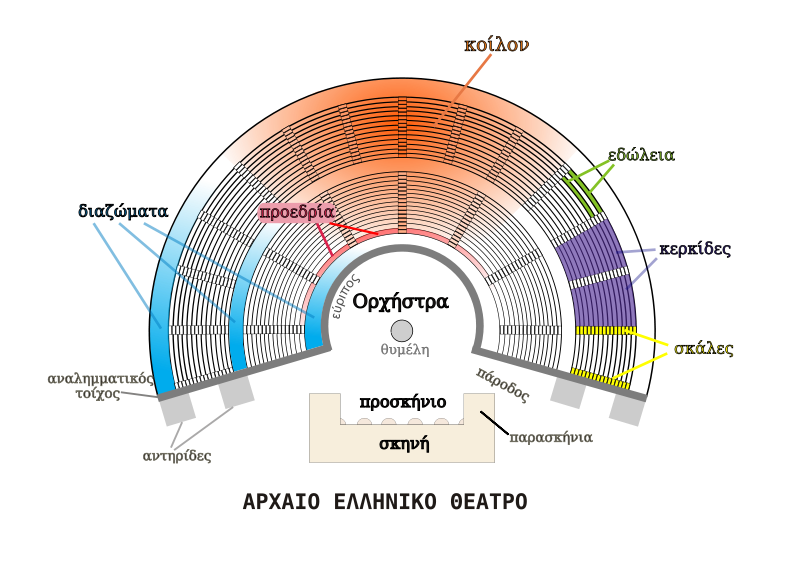 κοίλον
εδώλεια
διαζώματα
προεδρία
κερκίδες
εύριπος
Ορχήστρα
θυμέλη
σκάλες
αναλημματικός
τοίχος
πάροδος
προσκήνιο
σκηνή
παρασκήνια
αντηρίδες
ΑΡΧΑΙΟ ΕΛΛΗΝΙΚΟ ΘΕΑΤΡΟ